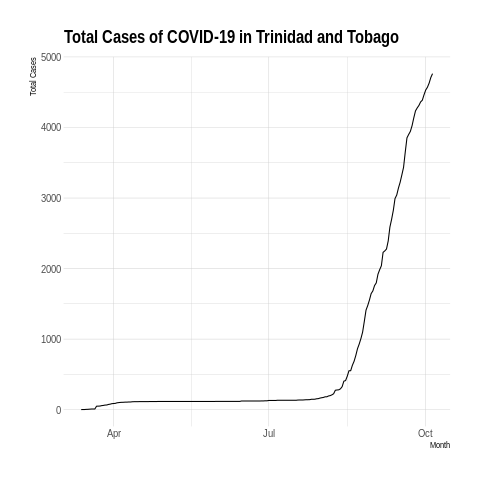 Total Cases of COVID-19 in Trinidad and Tobago
Total Cases
5000
4000
3000
2000
1000
0
Apr Jul Oct
Month